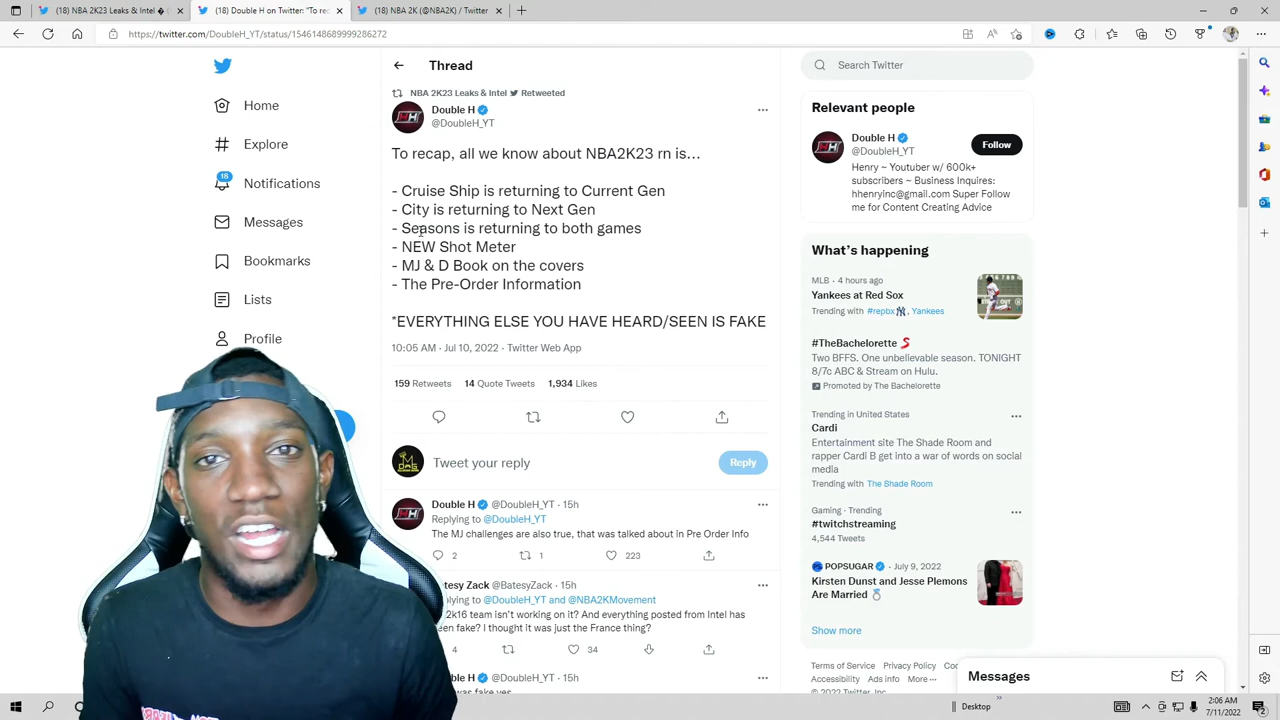 (18) NBA 2K23 Leaks & Intel
(18) Double H on Twitter: "To rec
(18) NBA 2K (@NBA2K) / Twitter
https://twitter.com/DoubleH_YT/status/1546148689999286272
Home
Explore
18
Notifications
Messages
Bookmarks
Lists
Profile
Thread
NBA 2K23 Leaks & Intel Retweeted
Double H
@DoubleH_YT
To recap, all we know about NBA2K23 rn is...
- Cruise Ship is returning to Current Gen
- City is returning to Next Gen
- Seasons is returning to both games
- NEW Shot Meter
- MJ & D Book on the covers
- The Pre-Order Information
*EVERYTHING ELSE YOU HAVE HEARD/SEEN IS FAKE
10:05 AM · Jul 10, 2022 · Twitter Web App
159 Retweets 14 Quote Tweets 1,934 Likes
Tweet your reply
Reply
Double H @DoubleH_YT · 15h
Replying to @DoubleH_YT
The MJ challenges are also true, that was talked about in Pre Order Info
2 1 223
Zack @BatesyZack · 15h
@DoubleH_YT and @NBA2KMovement
2k16 team isn't working on it? And everything posted from Intel has
fake? I thought it was just the France thing?
4 34
H @DoubleH_YT · 15h
was fake yes
Search Twitter
Relevant people
Double H
@DoubleH_YT
Follow
Henry ~ Youtuber w/ 600k+
subscribers ~ Business Inquires:
hhenryinc@gmail.com Super Follow
me for Content Creating Advice
What's happening
MLB · 4 hours ago
Yankees at Red Sox
Trending with #repbx, Yankees
#TheBachelorette
Two BFFS. One unbelievable season. TONIGHT
8/7c ABC & Stream on Hulu.
Promoted by The Bachelorette
Trending in United States
Cardi
Entertainment site The Shade Room and
rapper Cardi B get into a war of words on social
media
Trending with The Shade Room
Gaming · Trending
#twitchstreaming
4,544 Tweets
POPSUGAR · July 9, 2022
Kirsten Dunst and Jesse Plemons
Are Married
Show more
Terms of Service Privacy Policy
Accessibility Ads info More ···
© 2022 Twitter, Inc.
Messages
Desktop
2:06 AM
7/11/2022
2